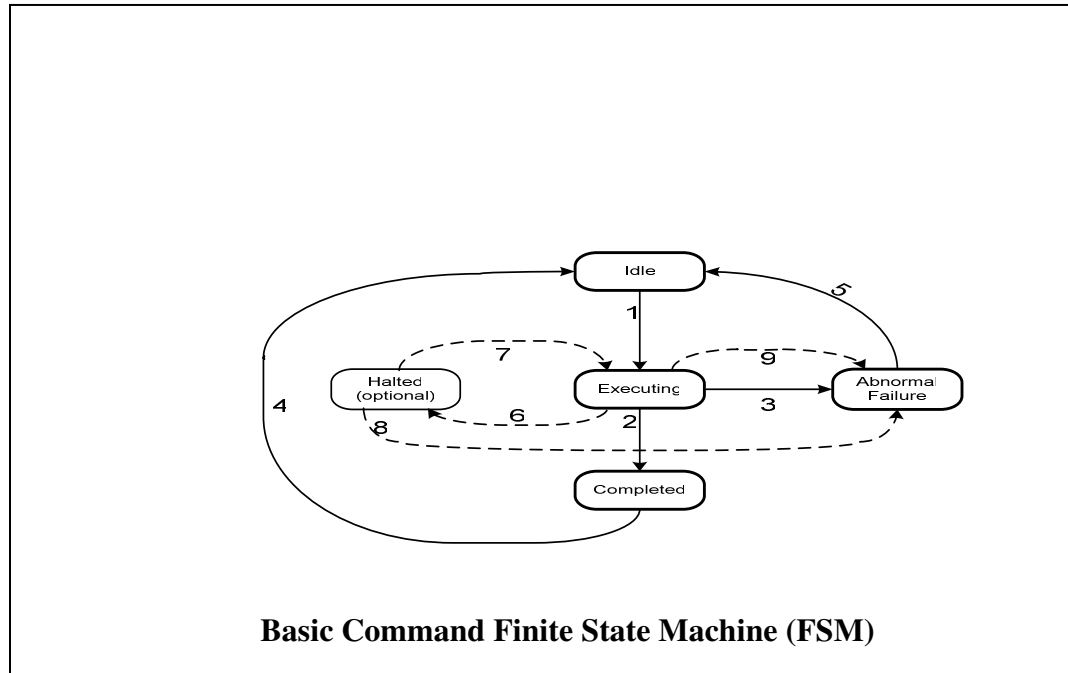 Idle
1
5
7
9
Halted
(optional)
Executing
Abnormal
Failure
4
3
6
2
8
Completed
Basic Command Finite State Machine (FSM)